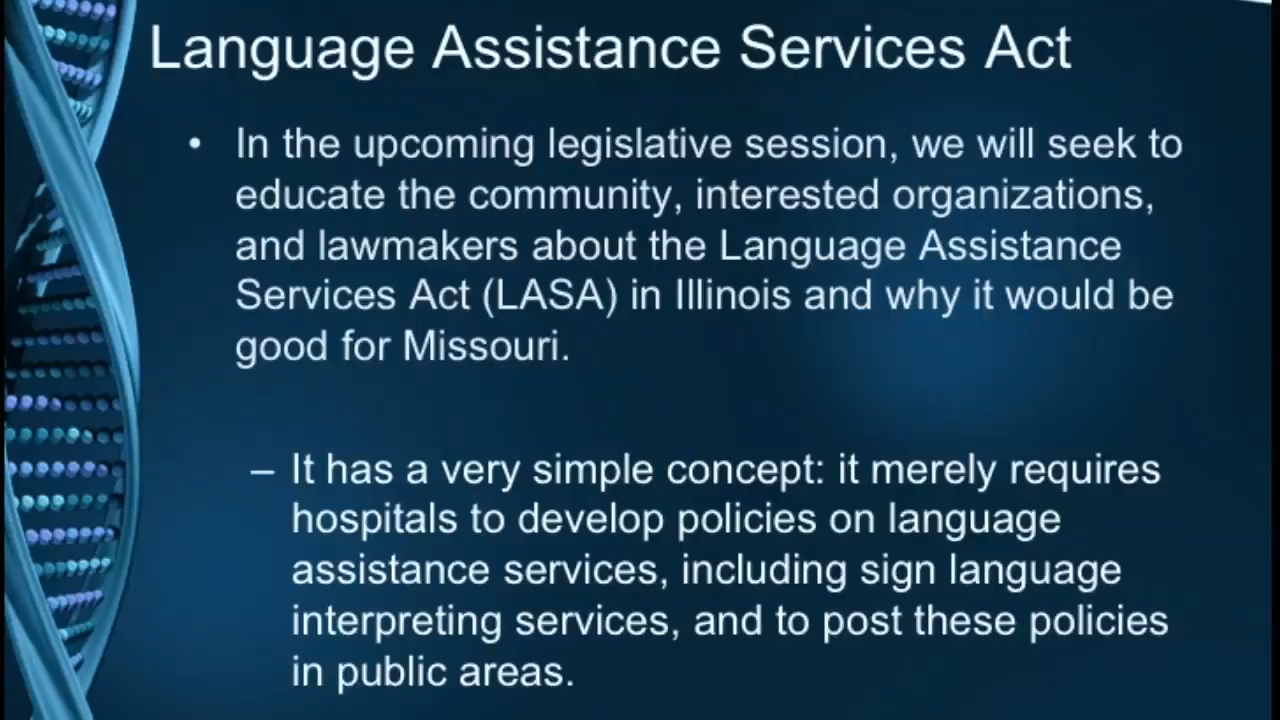 Language Assistance Services Act
• In the upcoming legislative session, we will seek to
educate the community, interested organizations,
and lawmakers about the Language Assistance
Services Act (LASA) in Illinois and why it would be
good for Missouri.
– It has a very simple concept: it merely requires
hospitals to develop policies on language
assistance services, including sign language
interpreting services, and to post these policies
in public areas.